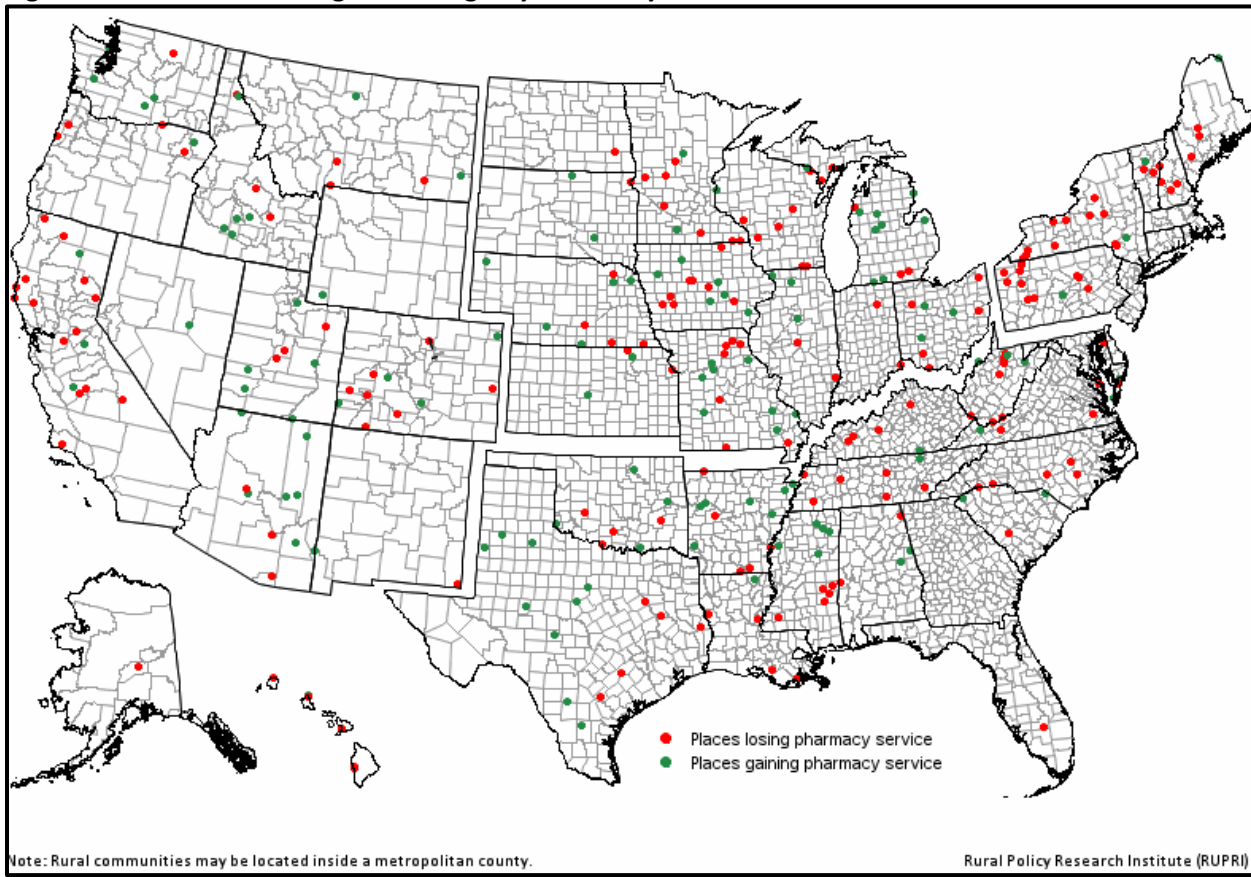 Places losing pharmacy service
Places gaining pharmacy service
Note: Rural communities may be located inside a metropolitan county.
Rural Policy Research Institute (RUPRI)